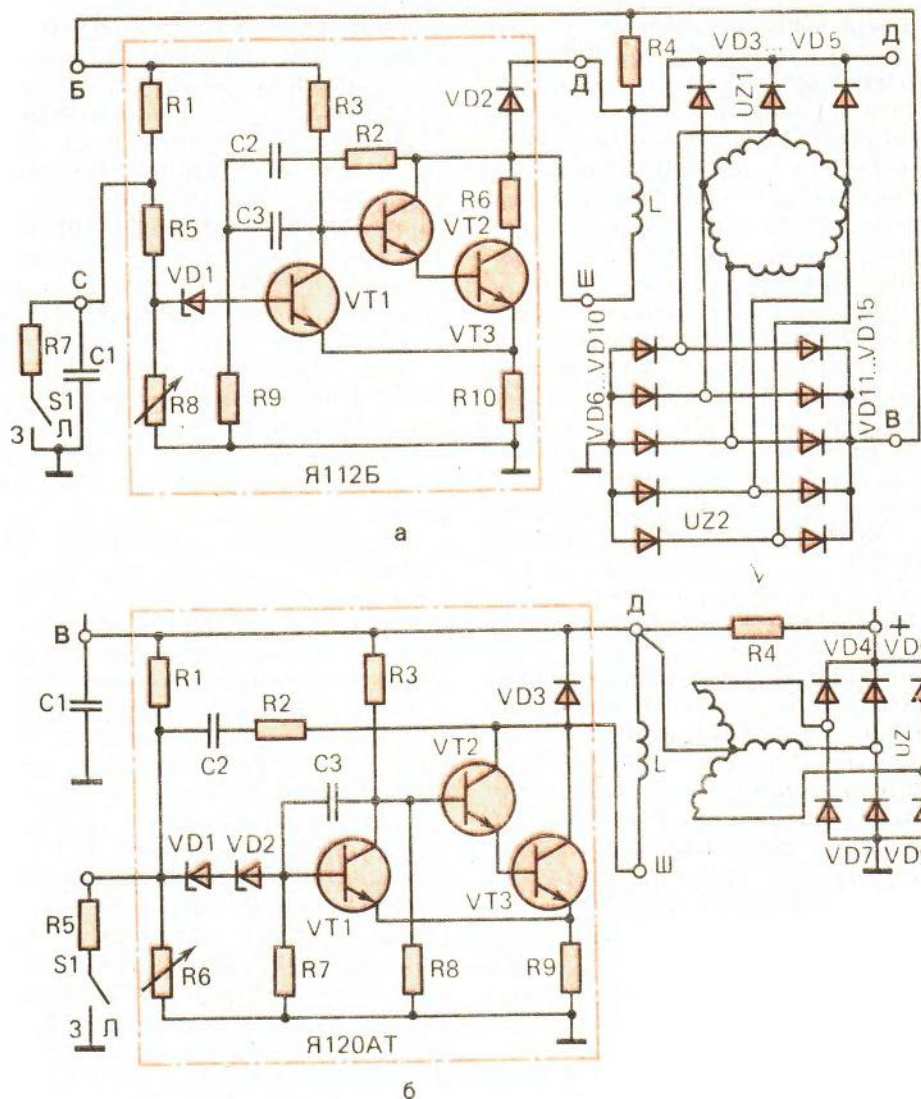 Б
R1
R3
C2
R2
C3
R5
VD1
VT1
VT2
VT3
R6
VD2
Д
R4
VD3... VD5
Д
UZ1
L
Ш
С
R7
C1
S1
З
Л
R8
R9
R10
Я112Б
VD6...VD10
VD11...VD15
В
UZ2
а
В
C1
R1
R2
C2
R3
C3
VD3
VT2
VD1
VD2
VT1
VT3
R5
S1
З
Л
R6
R7
R8
R9
Я120АТ
Д
L
Ш
R4
+
VD4
UZ
VD7
б